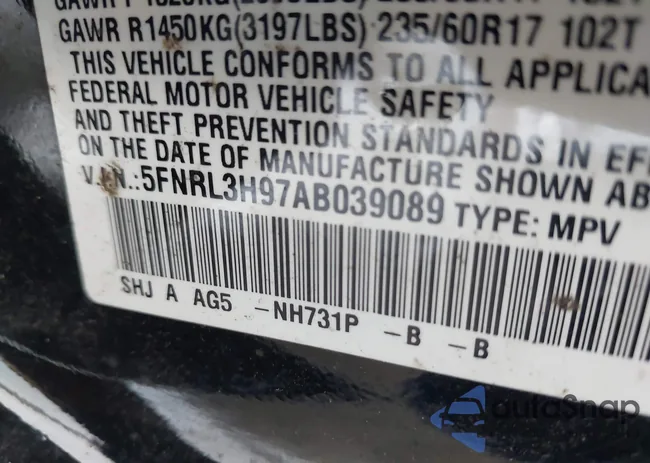 GAWR R1450KG(3197LBS) 235/60R17 102T
THIS VEHICLE CONFORMS TO ALL APPLICA
FEDERAL MOTOR VEHICLE SAFETY
AND THEFT PREVENTION STANDARDS IN EF
ON THE DATE OF MANUFACTURE SHOWN AB
V.I.N.:5FNRL3H97AB039089 TYPE: MPV
SHJ A AG5 -NH731P -B -B
autoSnap